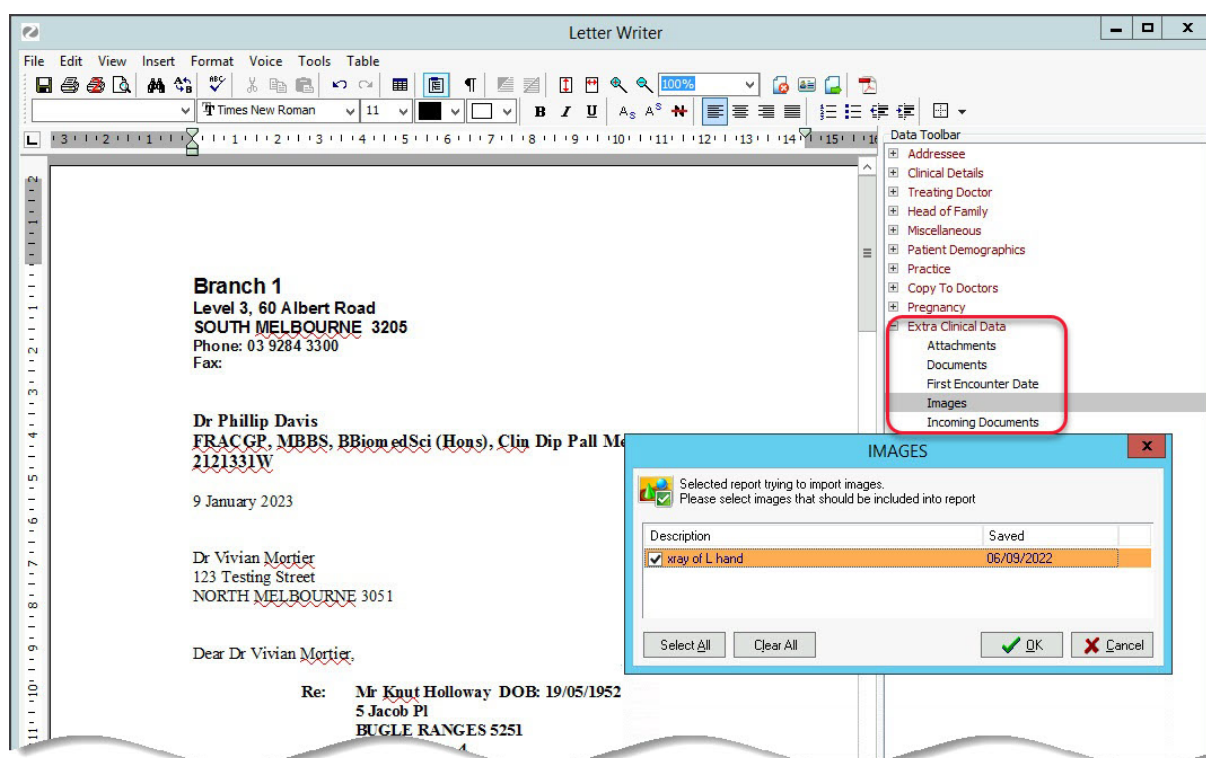 Letter Writer
File Edit View Insert Format Voice Tools Table
100%
Times New Roman 11 B I U
Data Toolbar
Addressee
Clinical Details
Treating Doctor
Head of Family
Miscellaneous
Patient Demographics
Practice
Copy To Doctors
Pregnancy
Extra Clinical Data
Attachments
Documents
First Encounter Date
Images
Incoming Documents
Branch 1
Level 3, 60 Albert Road
SOUTH MELBOURNE 3205
Phone: 03 9284 3300
Fax:
Dr Phillip Davis
FRACGP, MBBS, BBiomedSci (Hons), Clin Dip Pall Me
2121331W
9 January 2023
Dr Vivian Mortier
123 Testing Street
NORTH MELBOURNE 3051
Dear Dr Vivian Mortier,
Re: Mr Knut Holloway DOB: 19/05/1952
5 Jacob Pl
BUGLE RANGES 5251
IMAGES
Selected report trying to import images.
Please select images that should be included into report
Description Saved
xray of L hand 06/09/2022
Select All Clear All OK Cancel